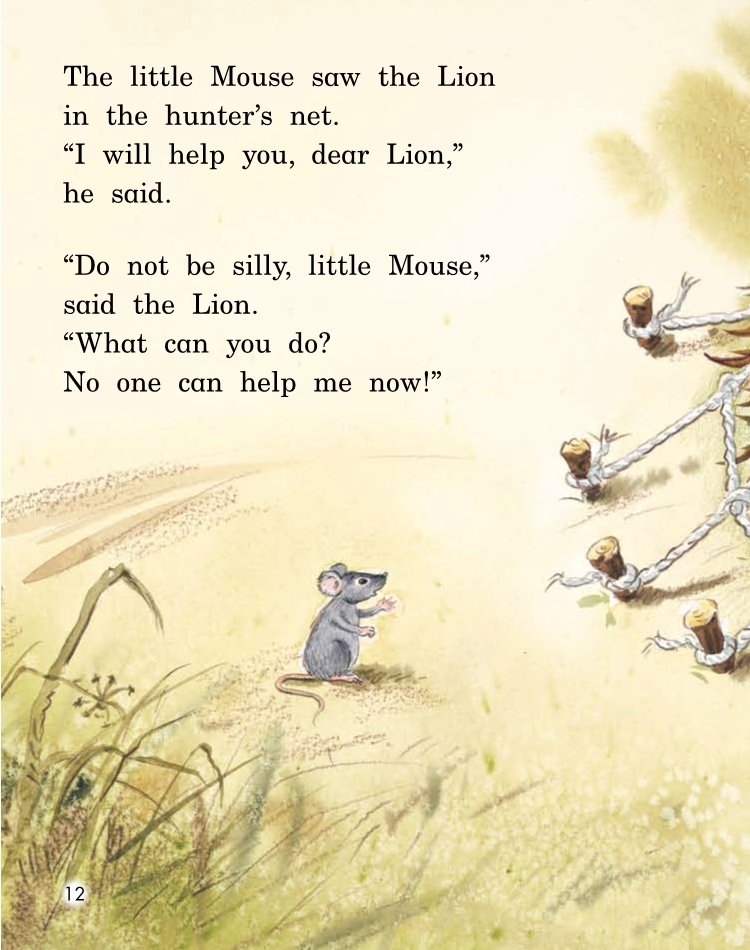 The little Mouse saw the Lion
in the hunter’s net.
“I will help you, dear Lion,”
he said.
“Do not be silly, little Mouse,”
said the Lion.
“What can you do?
No one can help me now!”
12